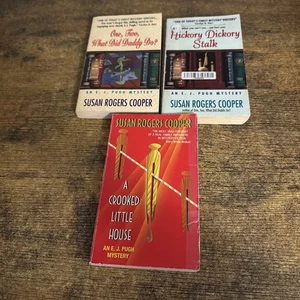 One, Two,
What Did Daddy Do?
AN E. J. PUGH MYSTERY
SUSAN ROGERS COOPER
Hickory Dickory
Stalk
AN E. J. PUGH MYSTERY
SUSAN ROGERS COOPER
SUSAN ROGERS COOPER
A
CROOKED
LITTLE
HOUSE
AN E. J. PUGH
MYSTERY